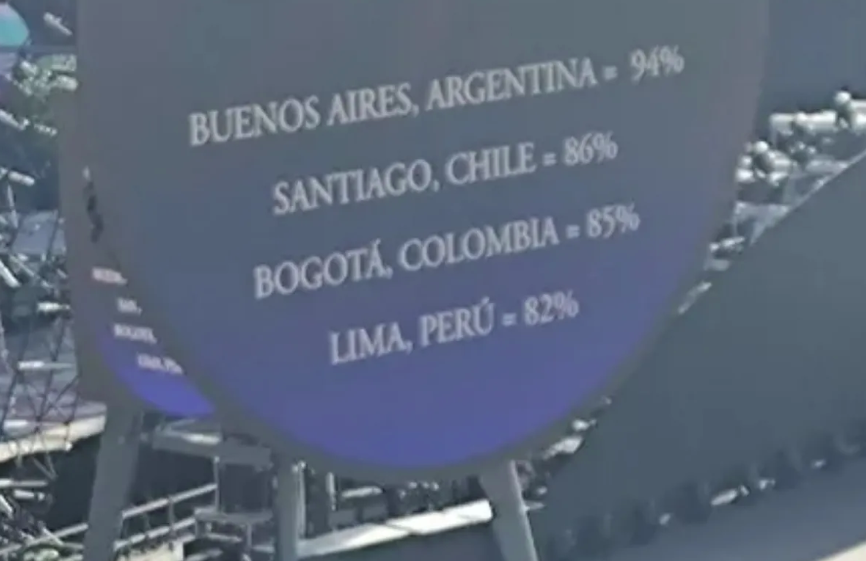 BUENOS AIRES, ARGENTINA = 94%
SANTIAGO, CHILE = 86%
BOGOTÁ, COLOMBIA = 85%
LIMA, PERÚ = 82%